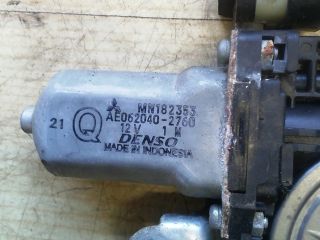 MN182353
AE062040-2760
12V 1 M
DENSO
MADE IN INDONESIA
21
Q